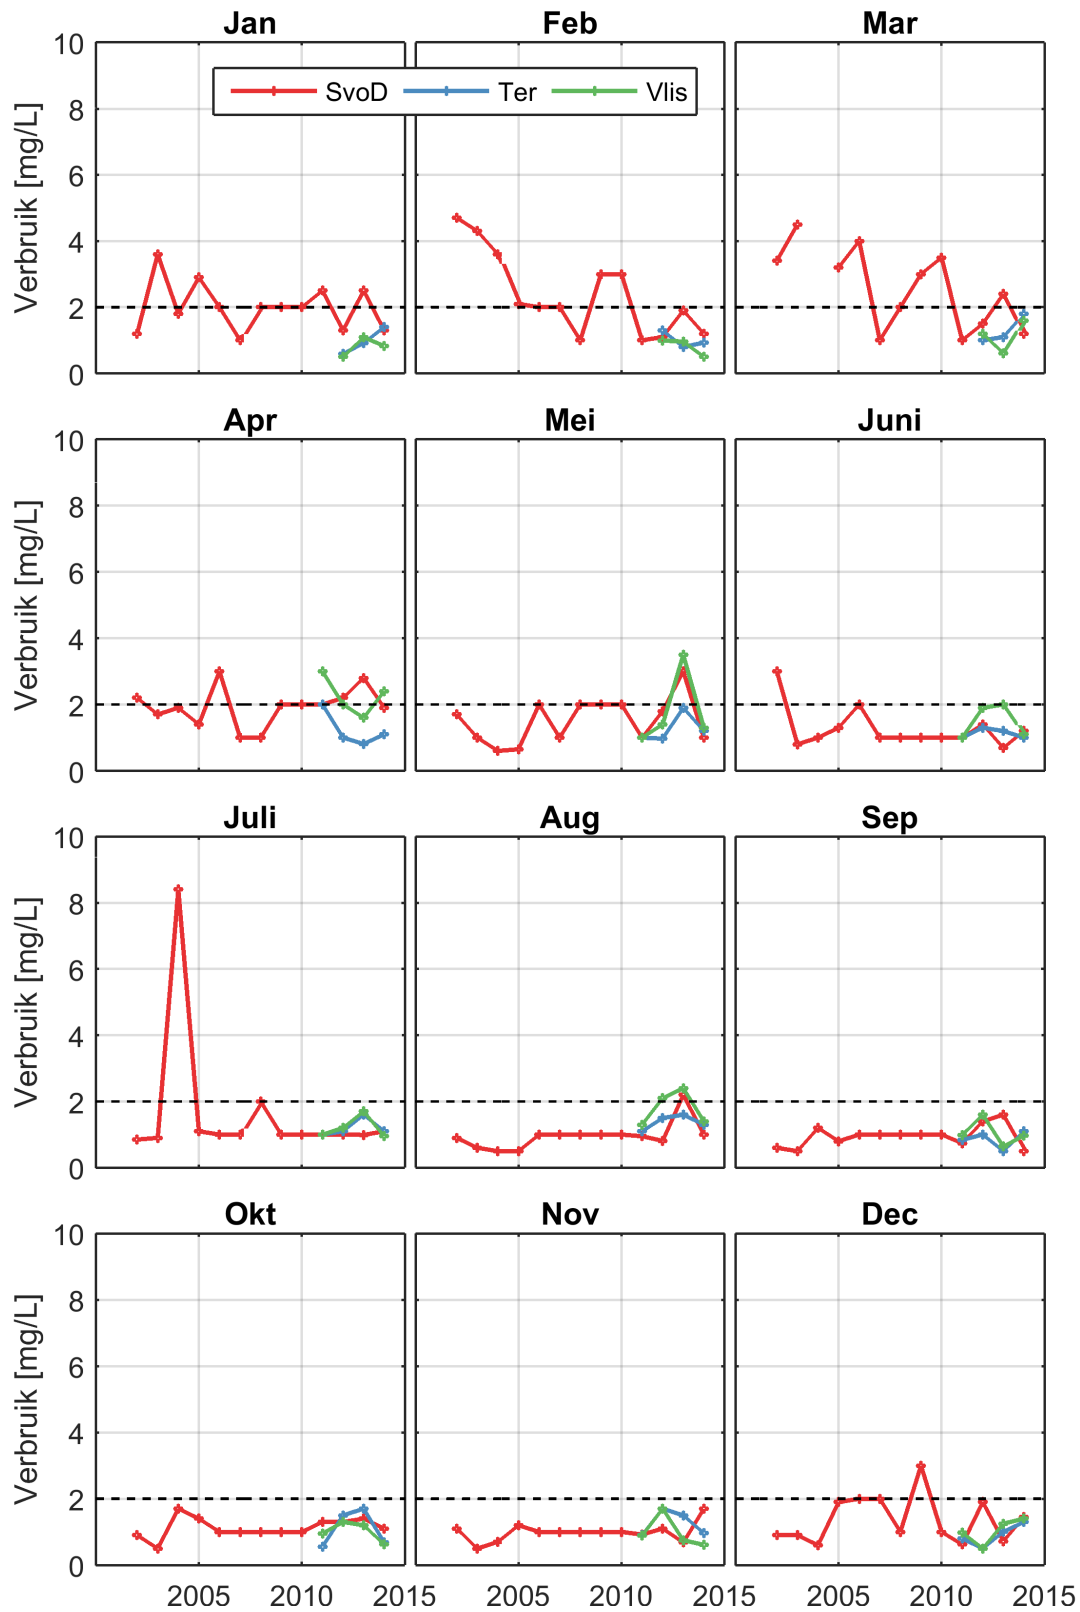 Jan Feb Mar
SvoD Ter Vlis
Verbruik [mg/L]
10
8
6
4
2
0
Apr Mei Juni
Verbruik [mg/L]
10
8
6
4
2
0
Juli Aug Sep
Verbruik [mg/L]
10
8
6
4
2
0
Okt Nov Dec
Verbruik [mg/L]
10
8
6
4
2
0
2005 2010 2015 2005 2010 2015 2005 2010 2015